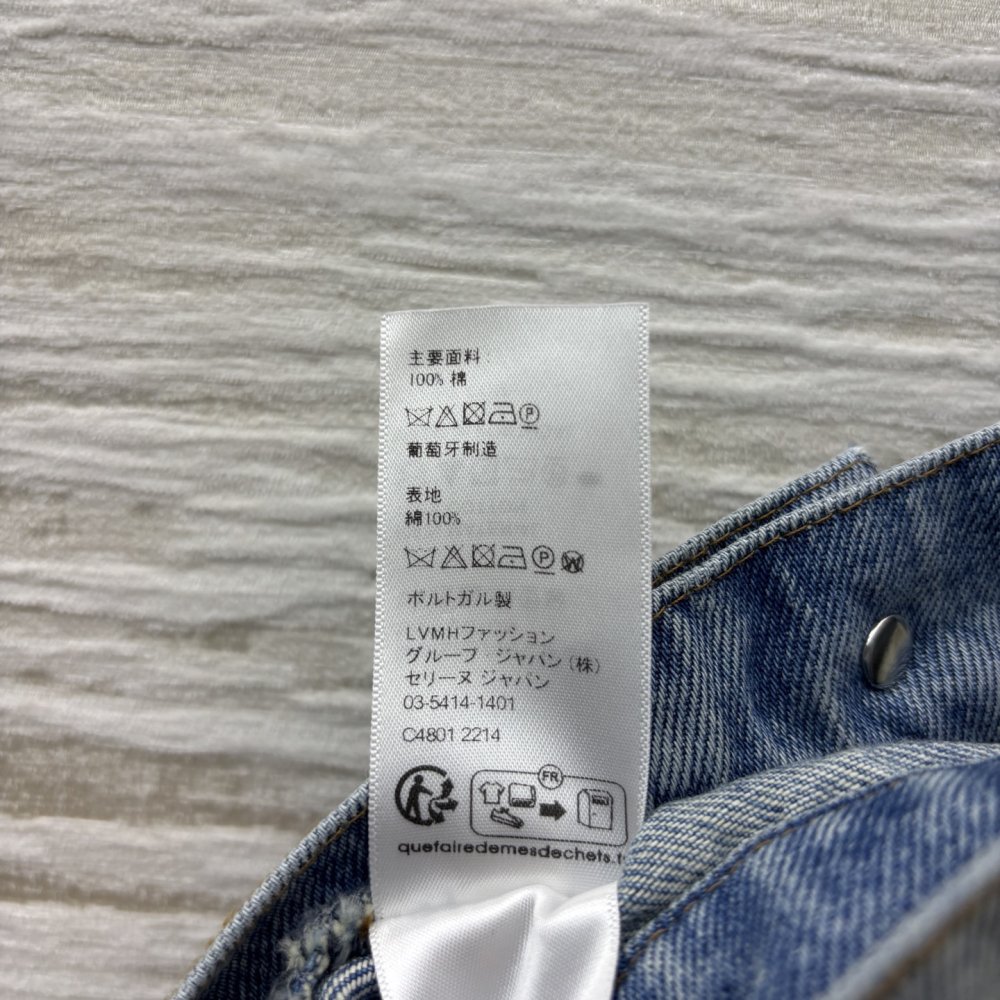 主要面料
100% 棉
P
葡萄牙制造
表地
綿100%
P W
ポルトガル製
LVMHファッション
グループ ジャパン(株)
セリーヌ ジャパン
03-5414-1401
C4801 2214
FR
quefairedemesdechets.fr